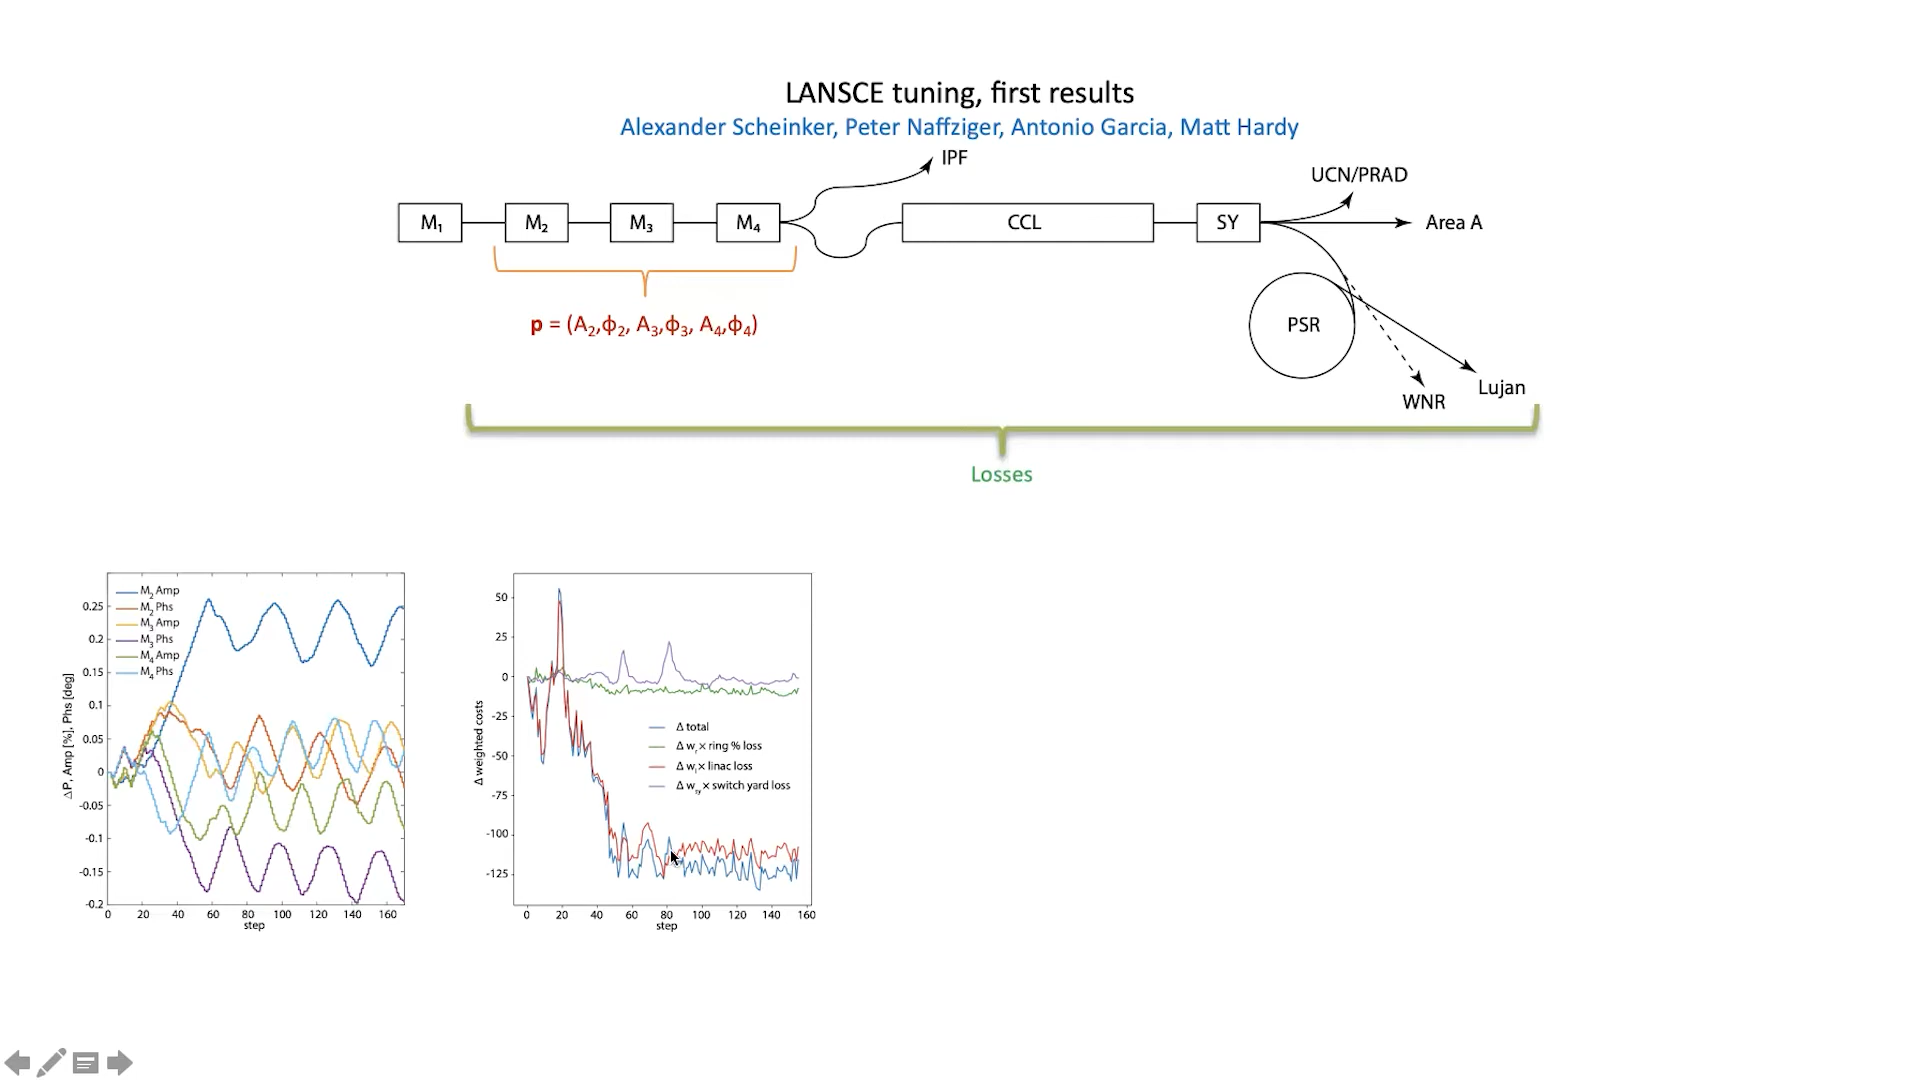 LANSCE tuning, first results
Alexander Scheinker, Peter Naffziger, Antonio Garcia, Matt Hardy
IPF
UCN/PRAD
M₁ M₂ M₃ M₄ CCL SY Area A
p = (A₂,ϕ₂, A₃,ϕ₃, A₄,ϕ₄)
PSR
Lujan
WNR
Losses
M₂ Amp
M₂ Phs
M₃ Amp
M₃ Phs
M₄ Amp
M₄ Phs
0.25
0.2
0.15
0.1
0.05
0
-0.05
-0.1
-0.15
-0.2
ΔP, Amp [%], Phs [deg]
0 20 40 60 80 100 120 140 160
step
50
25
0
-25
-50
-75
-100
-125
Δ weighted costs
Δ total
Δ wᵣ× ring % loss
Δ wₗ× linac loss
Δ w_sy × switch yard loss
0 20 40 60 80 100 120 140 160
step